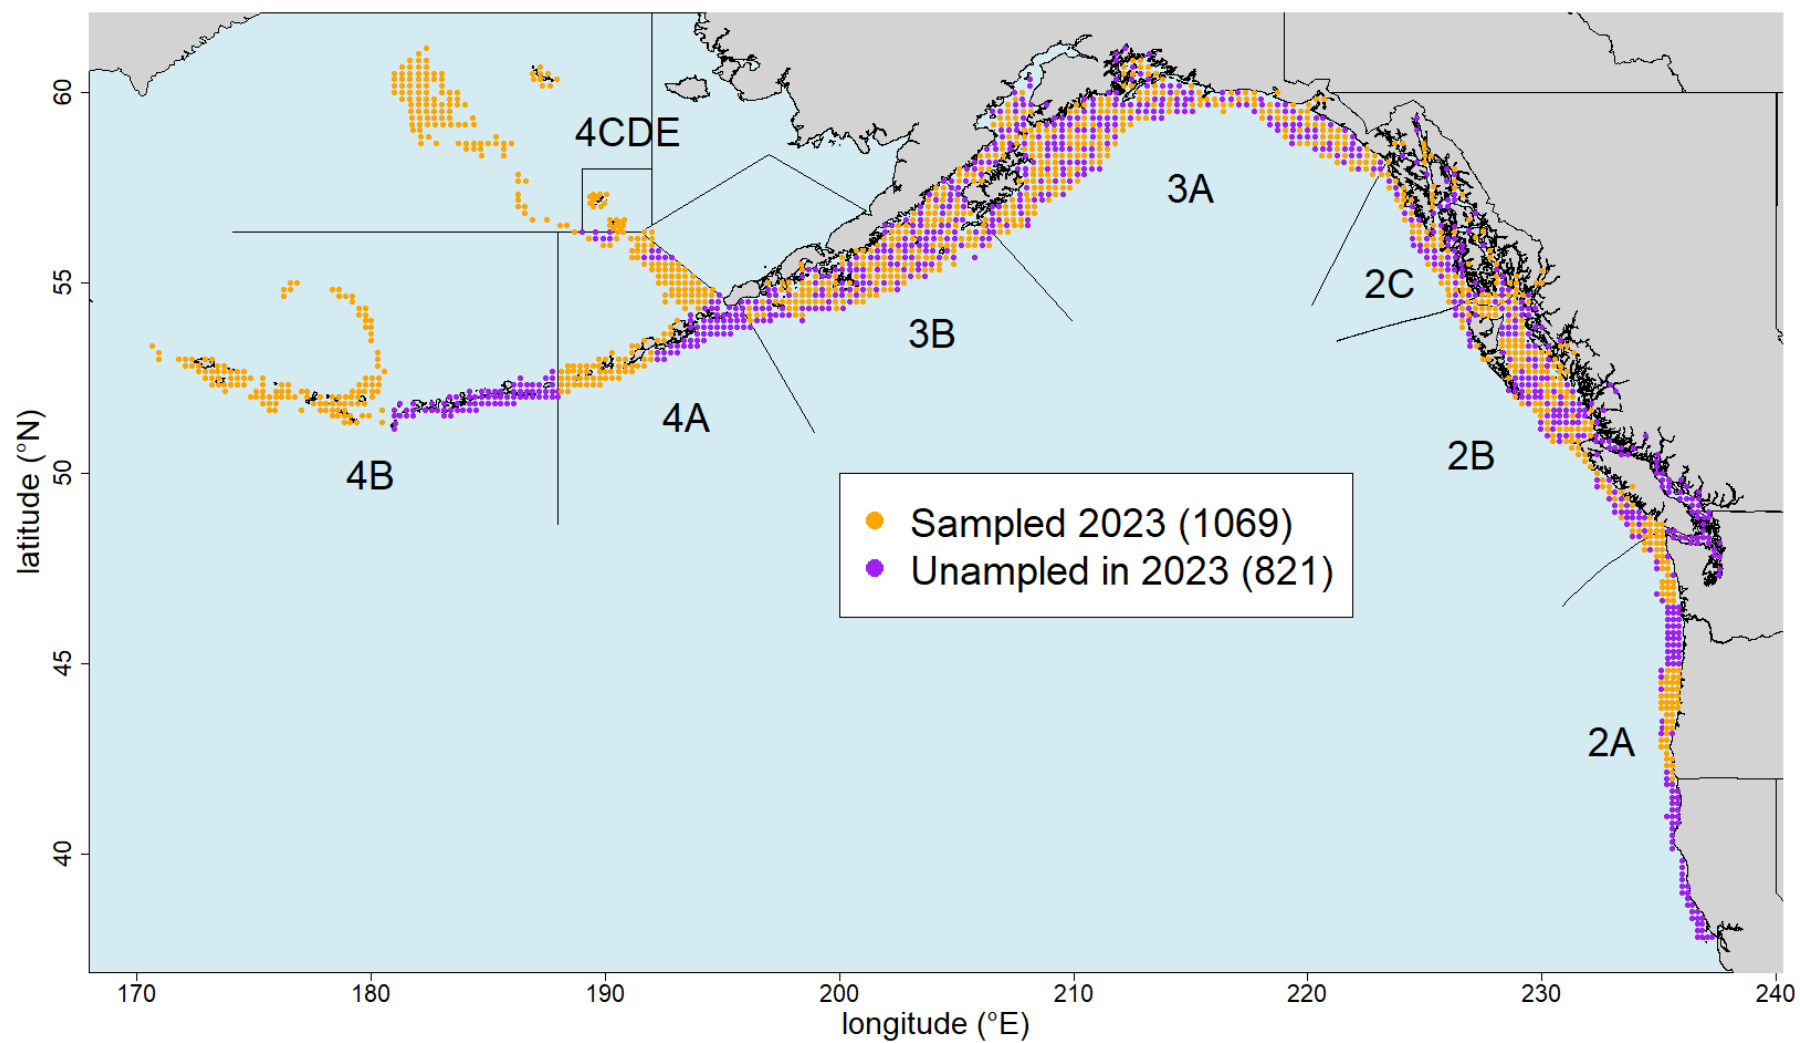 60
55
50
45
40
latitude (°N)
4CDE
3A
2C
3B
4A
2B
4B
2A
Sampled 2023 (1069)
Unampled in 2023 (821)
170
180
190
200
210
220
230
240
longitude (°E)